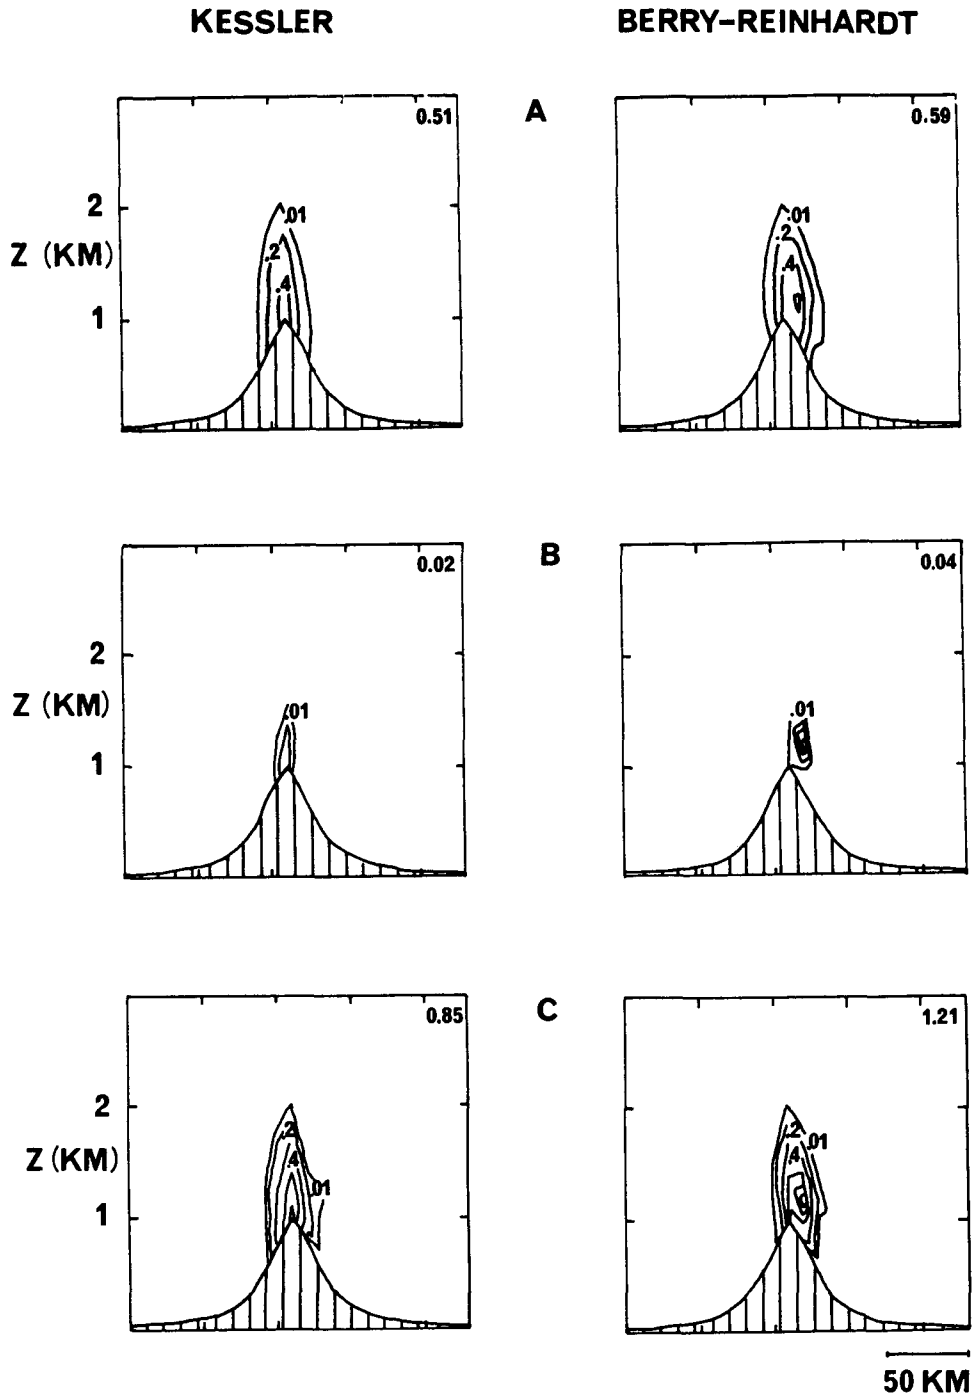 KESSLER BERRY-REINHARDT
A
0.51 0.59
2
Z (KM)
1
.01
.2
.4
.01
.2
.4
B
0.02 0.04
2
Z (KM)
1
.01
.01
C
0.85 1.21
2
Z (KM)
1
.2
.4
.01
.2
.01
.4
50 KM